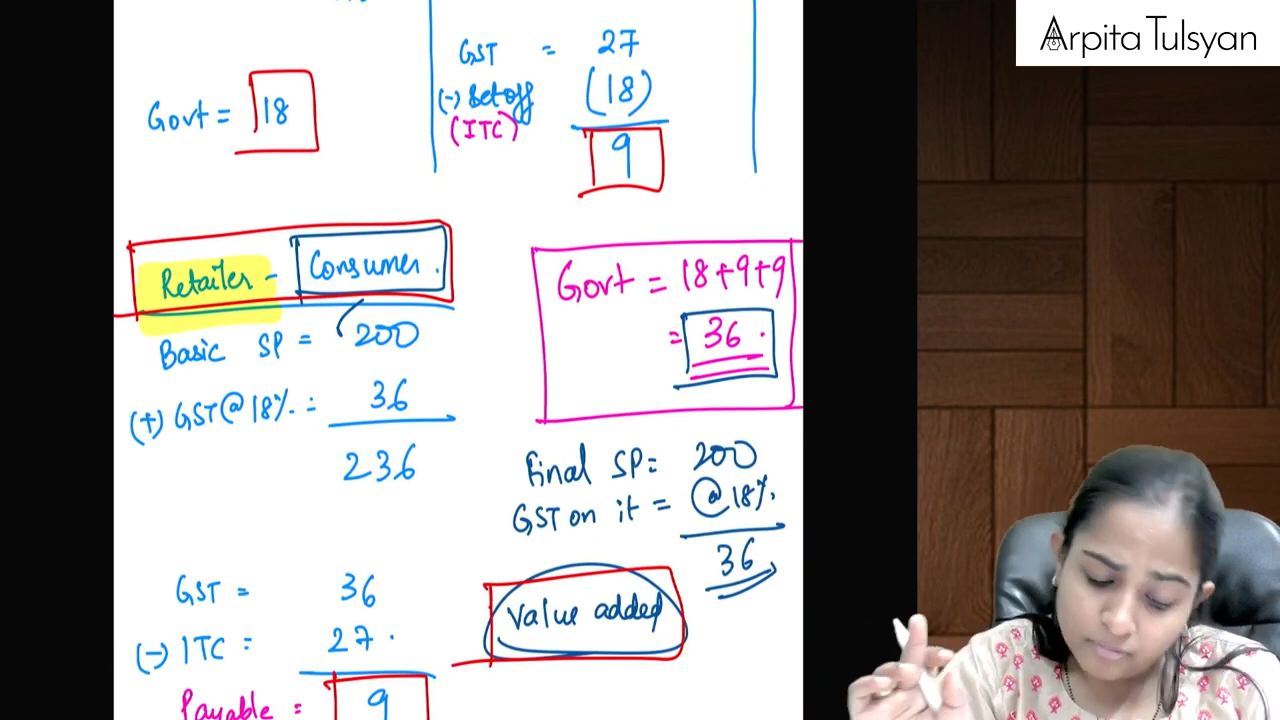 Arpita Tulsyan
Govt = 18
GST = 27
(-) Set off (18)
(ITC)
9
Retailer - Consumer.
Basic SP = 200
(+) GST@18%. = 36
236
GST = 36
(-) ITC = 27.
Payable = 9
Govt = 18+9+9
= 36.
Final SP = 200
GST on it = @18%.
36
Value added